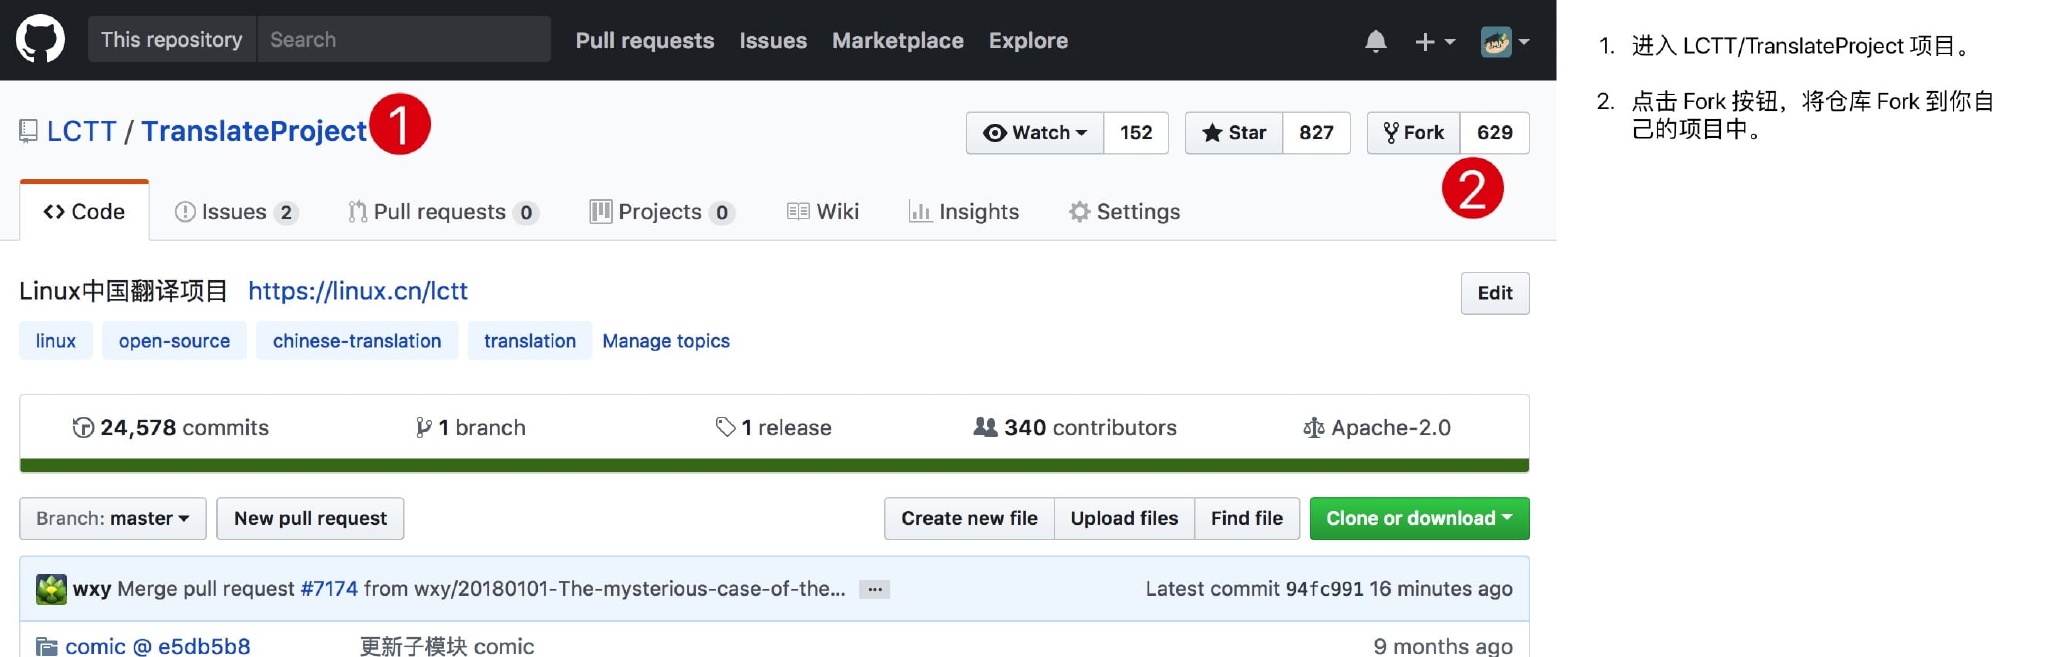 This repository Search Pull requests Issues Marketplace Explore
LCTT / TranslateProject 1 Watch 152 Star 827 Fork 629
2
Code Issues 2 Pull requests 0 Projects 0 Wiki Insights Settings
Linux中国翻译项目 https://linux.cn/lctt Edit
linux open-source chinese-translation translation Manage topics
24,578 commits 1 branch 1 release 340 contributors Apache-2.0
Branch: master New pull request Create new file Upload files Find file Clone or download
wxy Merge pull request #7174 from wxy/20180101-The-mysterious-case-of-the... ... Latest commit 94fc991 16 minutes ago
comic @ e5db5b8 更新子模块 comic 9 months ago
1. 进入 LCTT/TranslateProject 项目。
2. 点击 Fork 按钮，将仓库 Fork 到你自
己的项目中。